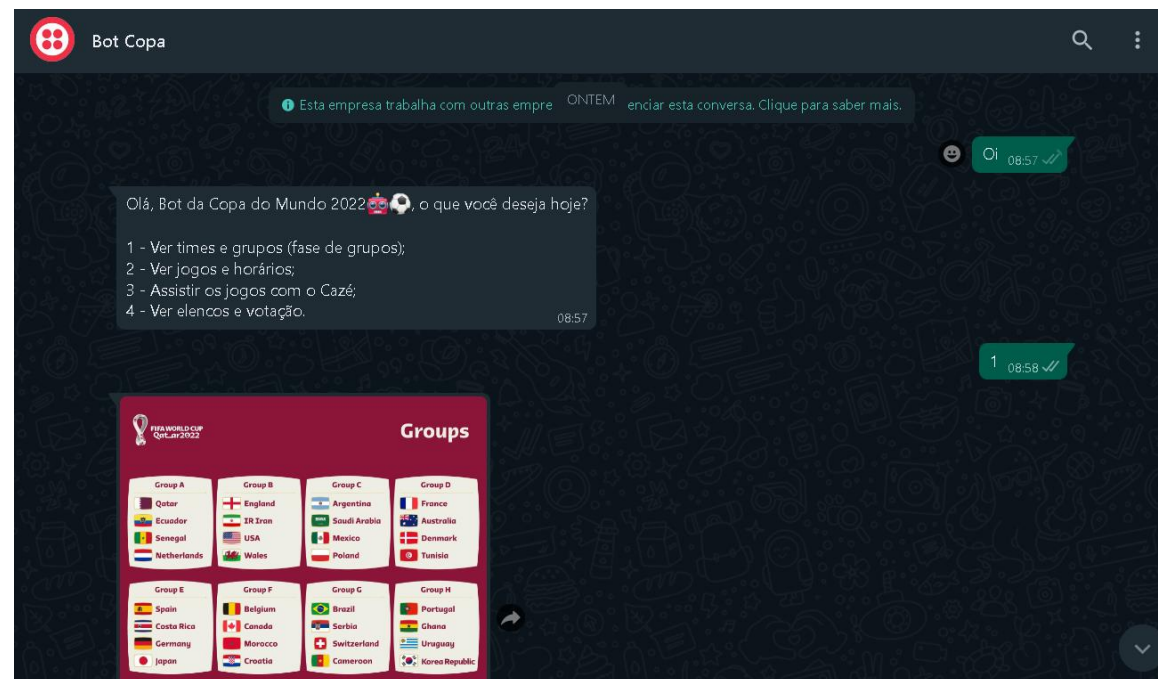 Bot Copa
Esta empresa trabalha com outras empre ONTEM enciar esta conversa. Clique para saber mais.
Oi 08:57
Olá, Bot da Copa do Mundo 2022🤖⚽, o que você deseja hoje?
1 - Ver times e grupos (fase de grupos);
2 - Ver jogos e horários;
3 - Assistir os jogos com o Cazé;
4 - Ver elencos e votação.
08:57
1 08:58
FIFA WORLD CUP
Qatar2022
Groups
Group A
Qatar
Ecuador
Senegal
Netherlands
Group B
England
IR Iran
USA
Wales
Group C
Argentina
Saudi Arabia
Mexico
Poland
Group D
France
Australia
Denmark
Tunisia
Group E
Spain
Costa Rica
Germany
Japan
Group F
Belgium
Canada
Morocco
Croatia
Group G
Brazil
Serbia
Switzerland
Cameroon
Group H
Portugal
Ghana
Uruguay
Korea Republic